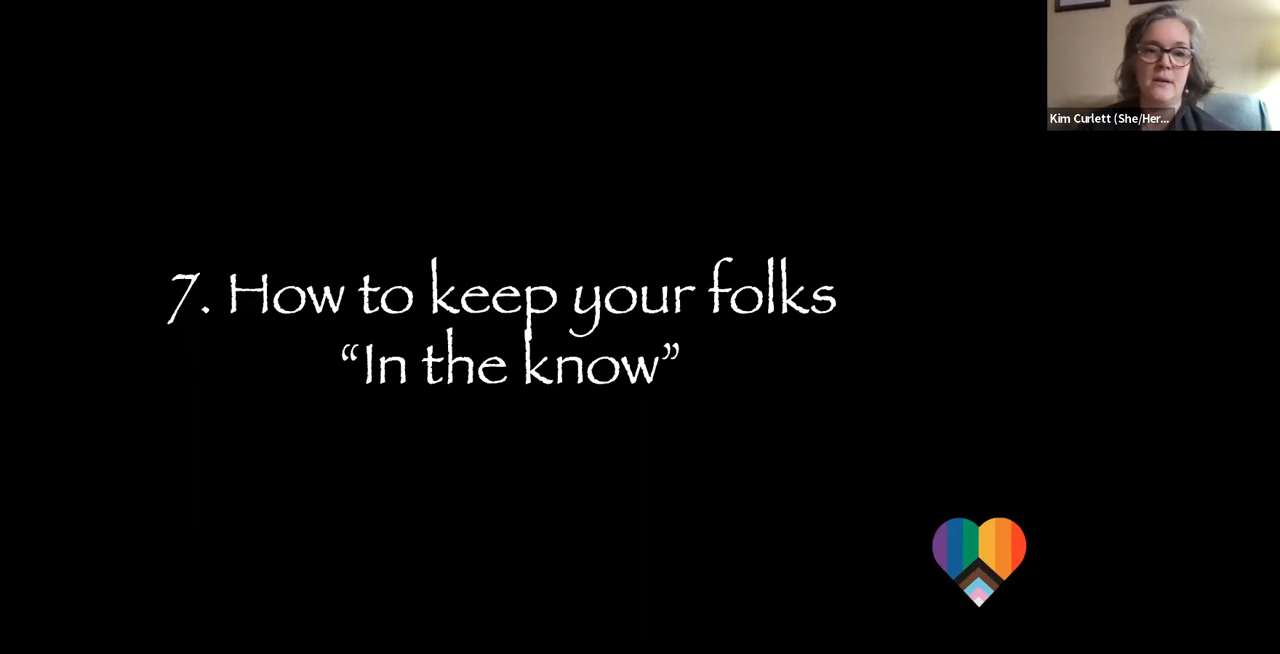 Kim Curlett (She/Her...
7. How to keep your folks
“In the know”